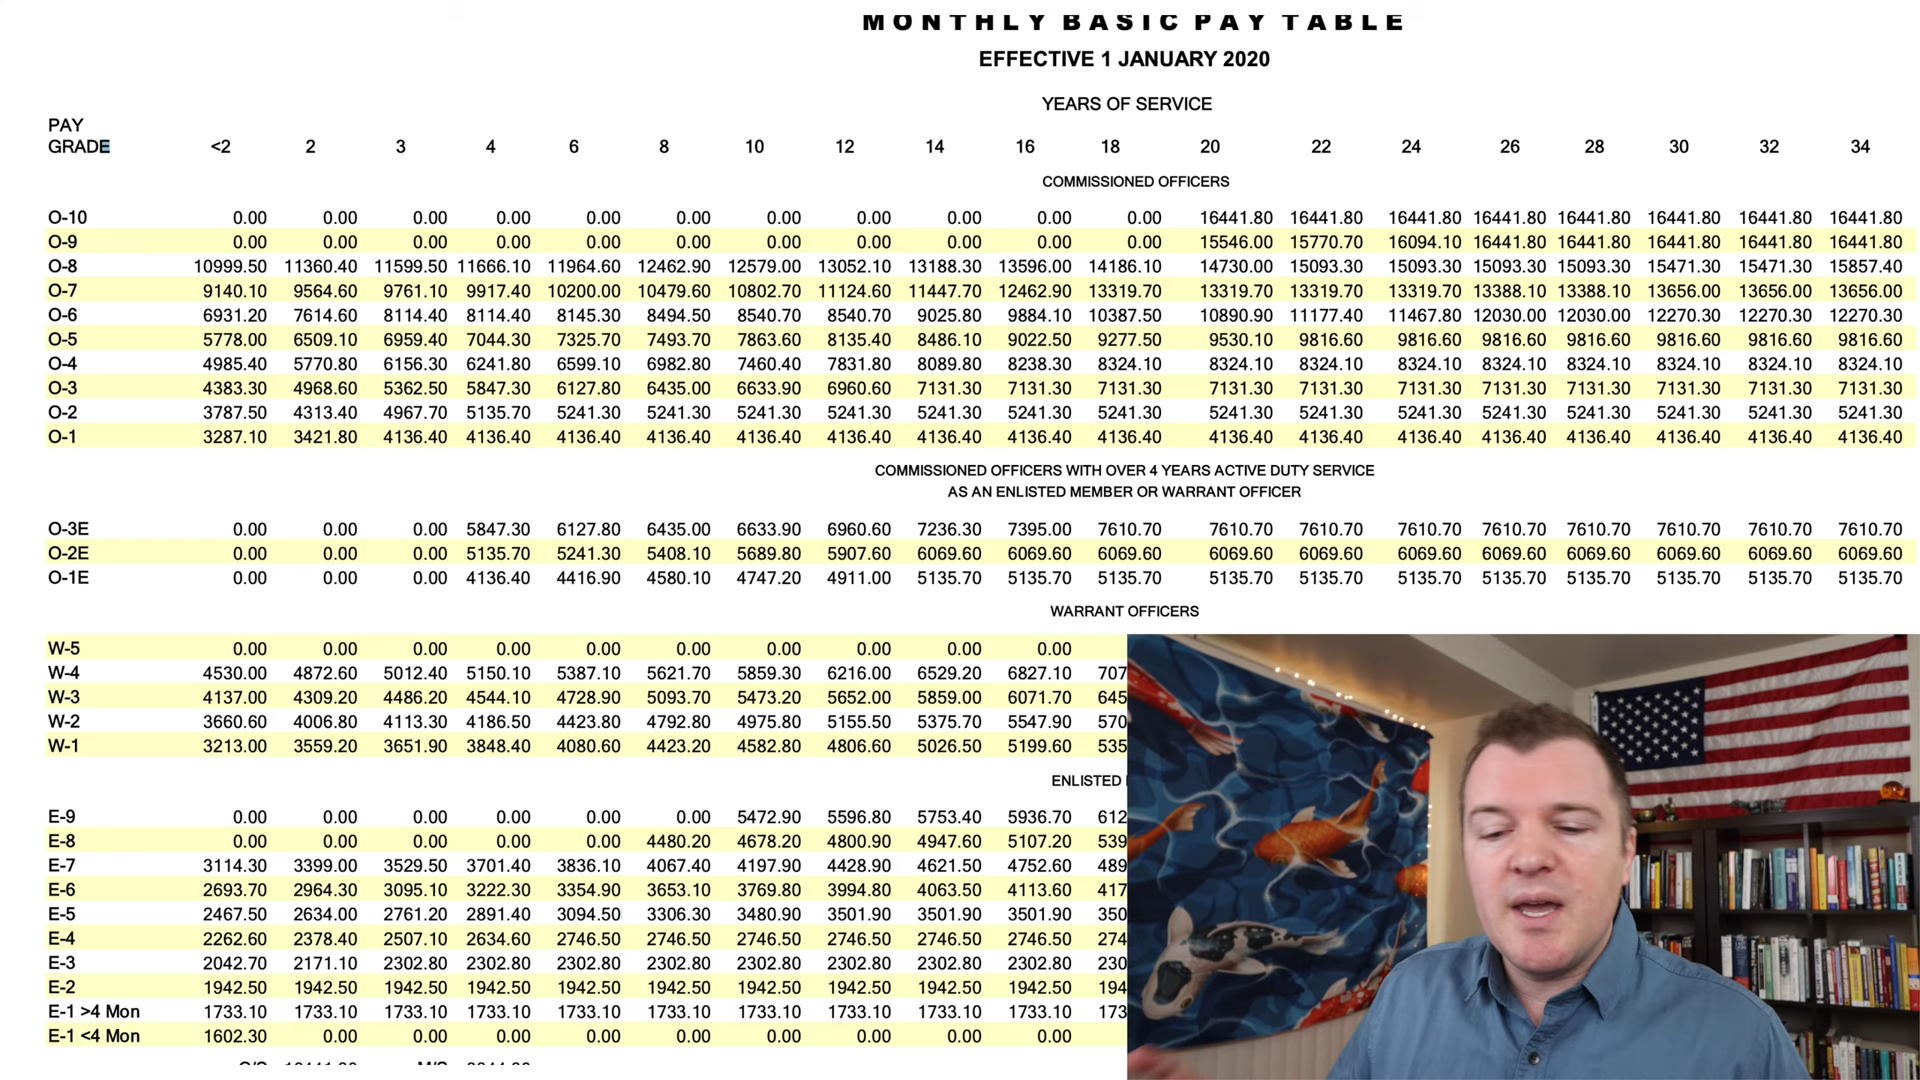 MONTHLY BASIC PAY TABLE
EFFECTIVE 1 JANUARY 2020
YEARS OF SERVICE
PAY
GRADE <2 2 3 4 6 8 10 12 14 16 18 20 22 24 26 28 30 32 34
COMMISSIONED OFFICERS
O-10 0.00 0.00 0.00 0.00 0.00 0.00 0.00 0.00 0.00 0.00 0.00 16441.80 16441.80 16441.80 16441.80 16441.80 16441.80 16441.80 16441.80
O-9 0.00 0.00 0.00 0.00 0.00 0.00 0.00 0.00 0.00 0.00 0.00 15546.00 15770.70 16094.10 16441.80 16441.80 16441.80 16441.80 16441.80
O-8 10999.50 11360.40 11599.50 11666.10 11964.60 12462.90 12579.00 13052.10 13188.30 13596.00 14186.10 14730.00 15093.30 15093.30 15093.30 15093.30 15471.30 15471.30 15857.40
O-7 9140.10 9564.60 9761.10 9917.40 10200.00 10479.60 10802.70 11124.60 11447.70 12462.90 13319.70 13319.70 13319.70 13319.70 13388.10 13388.10 13656.00 13656.00 13656.00
O-6 6931.20 7614.60 8114.40 8114.40 8145.30 8494.50 8540.70 8540.70 9025.80 9884.10 10387.50 10890.90 11177.40 11467.80 12030.00 12030.00 12270.30 12270.30 12270.30
O-5 5778.00 6509.10 6959.40 7044.30 7325.70 7493.70 7863.60 8135.40 8486.10 9022.50 9277.50 9530.10 9816.60 9816.60 9816.60 9816.60 9816.60 9816.60 9816.60
O-4 4985.40 5770.80 6156.30 6241.80 6599.10 6982.80 7460.40 7831.80 8089.80 8238.30 8324.10 8324.10 8324.10 8324.10 8324.10 8324.10 8324.10 8324.10 8324.10
O-3 4383.30 4968.60 5362.50 5847.30 6127.80 6435.00 6633.90 6960.60 7131.30 7131.30 7131.30 7131.30 7131.30 7131.30 7131.30 7131.30 7131.30 7131.30 7131.30
O-2 3787.50 4313.40 4967.70 5135.70 5241.30 5241.30 5241.30 5241.30 5241.30 5241.30 5241.30 5241.30 5241.30 5241.30 5241.30 5241.30 5241.30 5241.30 5241.30
O-1 3287.10 3421.80 4136.40 4136.40 4136.40 4136.40 4136.40 4136.40 4136.40 4136.40 4136.40 4136.40 4136.40 4136.40 4136.40 4136.40 4136.40 4136.40 4136.40
COMMISSIONED OFFICERS WITH OVER 4 YEARS ACTIVE DUTY SERVICE
AS AN ENLISTED MEMBER OR WARRANT OFFICER
O-3E 0.00 0.00 0.00 5847.30 6127.80 6435.00 6633.90 6960.60 7236.30 7395.00 7610.70 7610.70 7610.70 7610.70 7610.70 7610.70 7610.70 7610.70 7610.70
O-2E 0.00 0.00 0.00 5135.70 5241.30 5408.10 5689.80 5907.60 6069.60 6069.60 6069.60 6069.60 6069.60 6069.60 6069.60 6069.60 6069.60 6069.60 6069.60
O-1E 0.00 0.00 0.00 4136.40 4416.90 4580.10 4747.20 4911.00 5135.70 5135.70 5135.70 5135.70 5135.70 5135.70 5135.70 5135.70 5135.70 5135.70 5135.70
WARRANT OFFICERS
W-5 0.00 0.00 0.00 0.00 0.00 0.00 0.00 0.00 0.00 0.00
W-4 4530.00 4872.60 5012.40 5150.10 5387.10 5621.70 5859.30 6216.00 6529.20 6827.10 707
W-3 4137.00 4309.20 4486.20 4544.10 4728.90 5093.70 5473.20 5652.00 5859.00 6071.70 645
W-2 3660.60 4006.80 4113.30 4186.50 4423.80 4792.80 4975.80 5155.50 5375.70 5547.90 570
W-1 3213.00 3559.20 3651.90 3848.40 4080.60 4423.20 4582.80 4806.60 5026.50 5199.60 535
ENLISTED
E-9 0.00 0.00 0.00 0.00 0.00 0.00 5472.90 5596.80 5753.40 5936.70 612
E-8 0.00 0.00 0.00 0.00 0.00 4480.20 4678.20 4800.90 4947.60 5107.20 539
E-7 3114.30 3399.00 3529.50 3701.40 3836.10 4067.40 4197.90 4428.90 4621.50 4752.60 489
E-6 2693.70 2964.30 3095.10 3222.30 3354.90 3653.10 3769.80 3994.80 4063.50 4113.60 417
E-5 2467.50 2634.00 2761.20 2891.40 3094.50 3306.30 3480.90 3501.90 3501.90 3501.90 350
E-4 2262.60 2378.40 2507.10 2634.60 2746.50 2746.50 2746.50 2746.50 2746.50 2746.50 274
E-3 2042.70 2171.10 2302.80 2302.80 2302.80 2302.80 2302.80 2302.80 2302.80 2302.80 230
E-2 1942.50 1942.50 1942.50 1942.50 1942.50 1942.50 1942.50 1942.50 1942.50 1942.50 194
E-1 >4 Mon 1733.10 1733.10 1733.10 1733.10 1733.10 1733.10 1733.10 1733.10 1733.10 1733.10 173
E-1 <4 Mon 1602.30 0.00 0.00 0.00 0.00 0.00 0.00 0.00 0.00 0.00